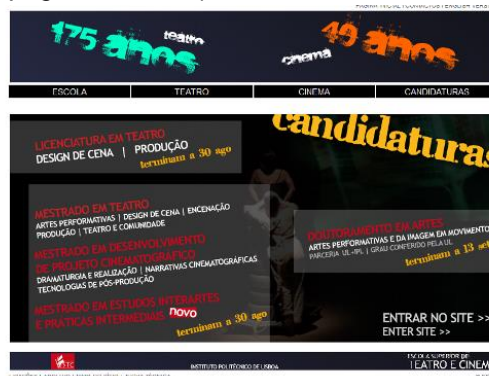 175 anos
teatro
cinema
40 anos
ESCOLA TEATRO CINEMA CANDIDATURAS
candidaturas
LICENCIATURA EM TEATRO
DESIGN DE CENA | PRODUÇÃO
terminam a 30 ago
MESTRADO EM TEATRO
ARTES PERFORMATIVAS | DESIGN DE CENA | ENCENAÇÃO
PRODUÇÃO | TEATRO E COMUNIDADE
MESTRADO EM DESENVOLVIMENTO
DE PROJETO CINEMATOGRÁFICO
DRAMATURGIA E REALIZAÇÃO | NARRATIVAS CINEMATOGRÁFICAS
TECNOLOGIAS DE PÓS-PRODUÇÃO
MESTRADO EM ESTUDOS INTERARTES
E PRÁTICAS INTERMEDIAIS novo
terminam a 30 ago
DOUTORAMENTO EM ARTES
ARTES PERFORMATIVAS E DA IMAGEM EM MOVIMENTO
PARCERIA UL+IPL | GRAU CONFERIDO PELA UL
terminam a 13 set
ENTRAR NO SITE >>
ENTER SITE >>
INSTITUTO POLITÉCNICO DE LISBOA
ESCOLA SUPERIOR DE
TEATRO E CINEM